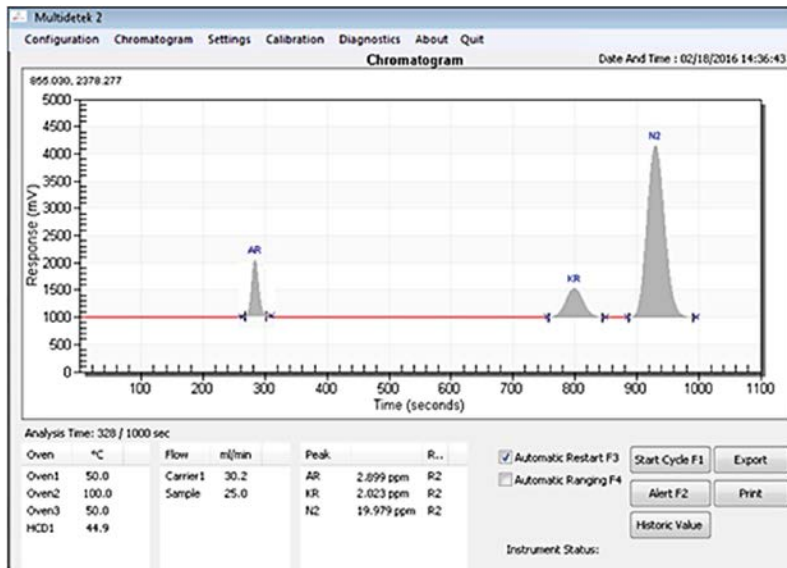 Multidetek 2
Configuration Chromatogram Settings Calibration Diagnostics About Quit
Chromatogram Date And Time : 02/18/2016 14:36:43
855.030, 2378.277
5000
4500
4000
3500
3000
2500
2000
1500
1000
500
0
Response (mV)
AR
KR
N2
100 200 300 400 500 600 700 800 900 1000 1100
Time (seconds)
Analysis Time: 328 / 1000 sec
Oven °C Flow ml/min Peak R..
Oven1 50.0 Carrier1 30.2 AR 2.899 ppm R2
Oven2 100.0 Sample 25.0 KR 2.023 ppm R2
Oven3 50.0 N2 19.979 ppm R2
HCD1 44.9
Automatic Restart F3 Start Cycle F1 Export
Automatic Ranging F4 Alert F2 Print
Historic Value
Instrument Status: